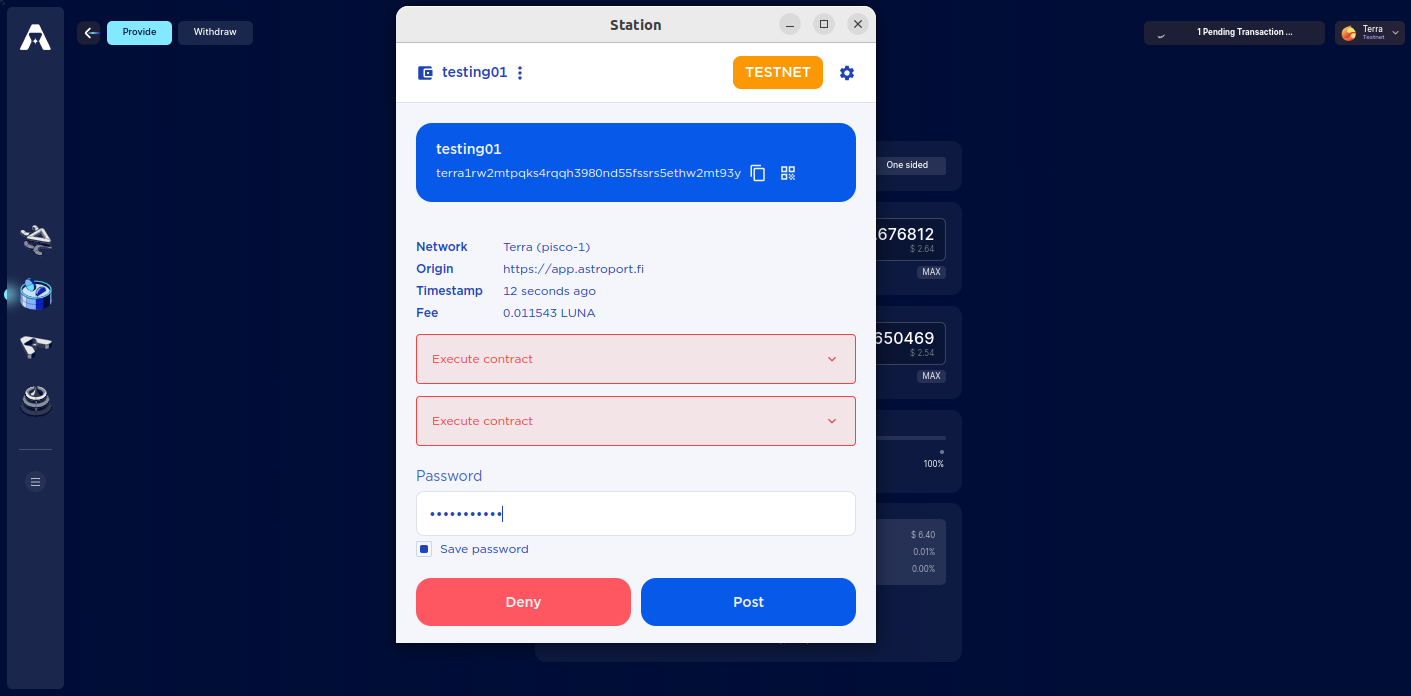 Station
Provide
Withdraw
1 Pending Transaction ...
Terra
Testnet
testing01
TESTNET
testing01
terra1rw2mtpqks4rqqh3980nd55fssrs5ethw2mt93y
One sided
Network Terra (pisco-1)
Origin https://app.astroport.fi
Timestamp 12 seconds ago
Fee 0.011543 LUNA
.676812
$ 2.64
MAX
Execute contract
650469
$ 2.54
MAX
Execute contract
100%
Password
•••••••••••
Save password
$ 6.40
0.01%
0.00%
Deny
Post